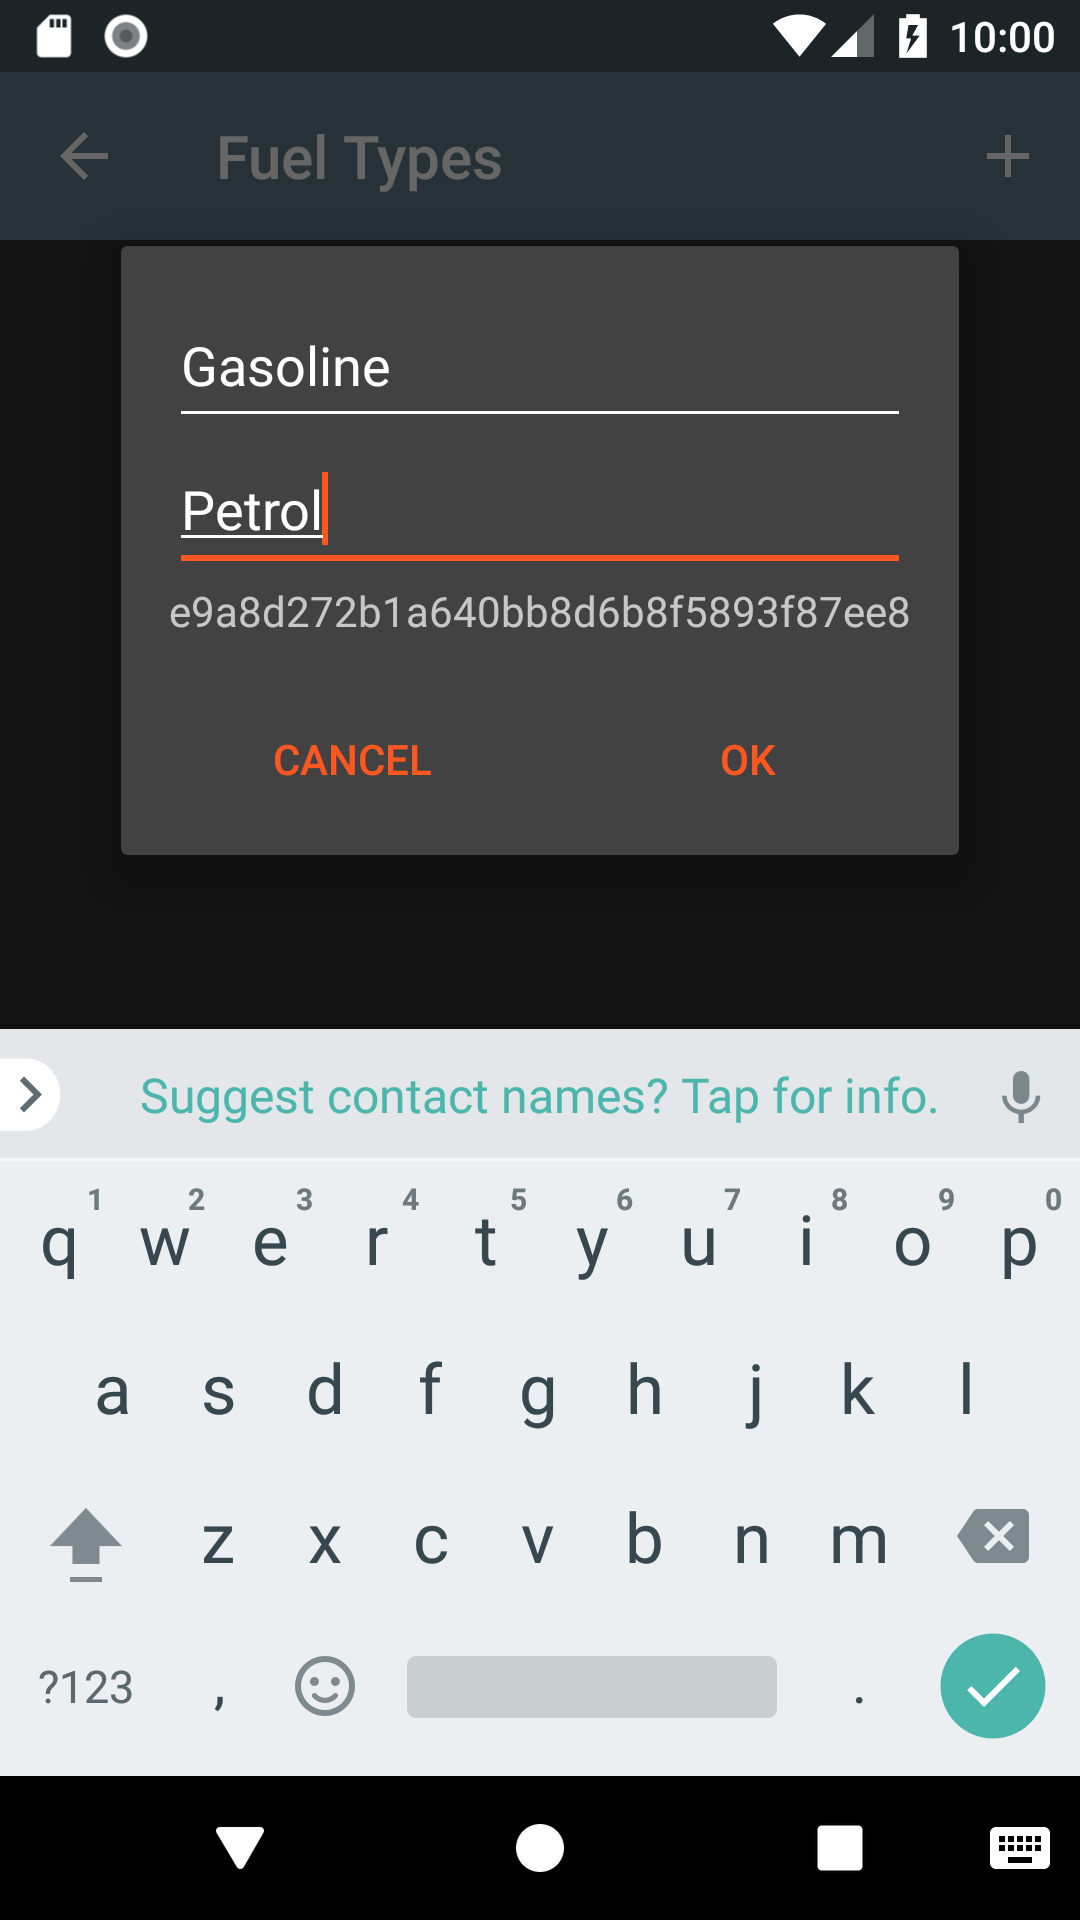 10:00
Fuel Types
Gasoline
Petrol
e9a8d272b1a640bb8d6b8f5893f87ee8
CANCEL OK
Suggest contact names? Tap for info.
1 2 3 4 5 6 7 8 9 0
q w e r t y u i o p
a s d f g h j k l
z x c v b n m
?123 , .